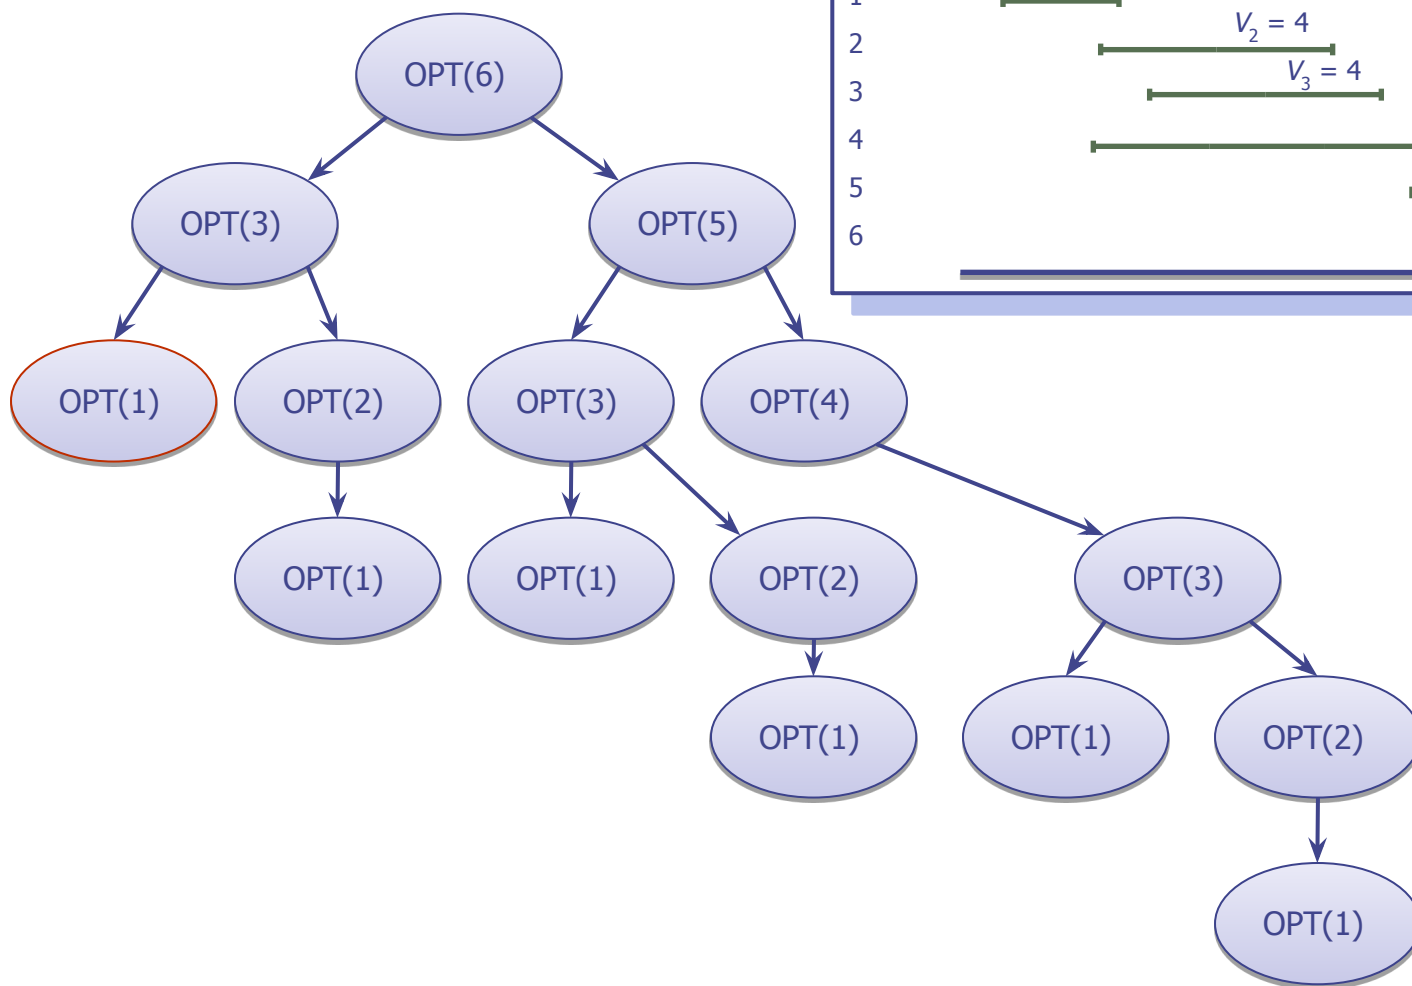 1
V2 = 4
2
V3 = 4
3
4
5
6
OPT(6)
OPT(3)
OPT(5)
OPT(1)
OPT(2)
OPT(3)
OPT(4)
OPT(1)
OPT(1)
OPT(2)
OPT(3)
OPT(1)
OPT(1)
OPT(2)
OPT(1)